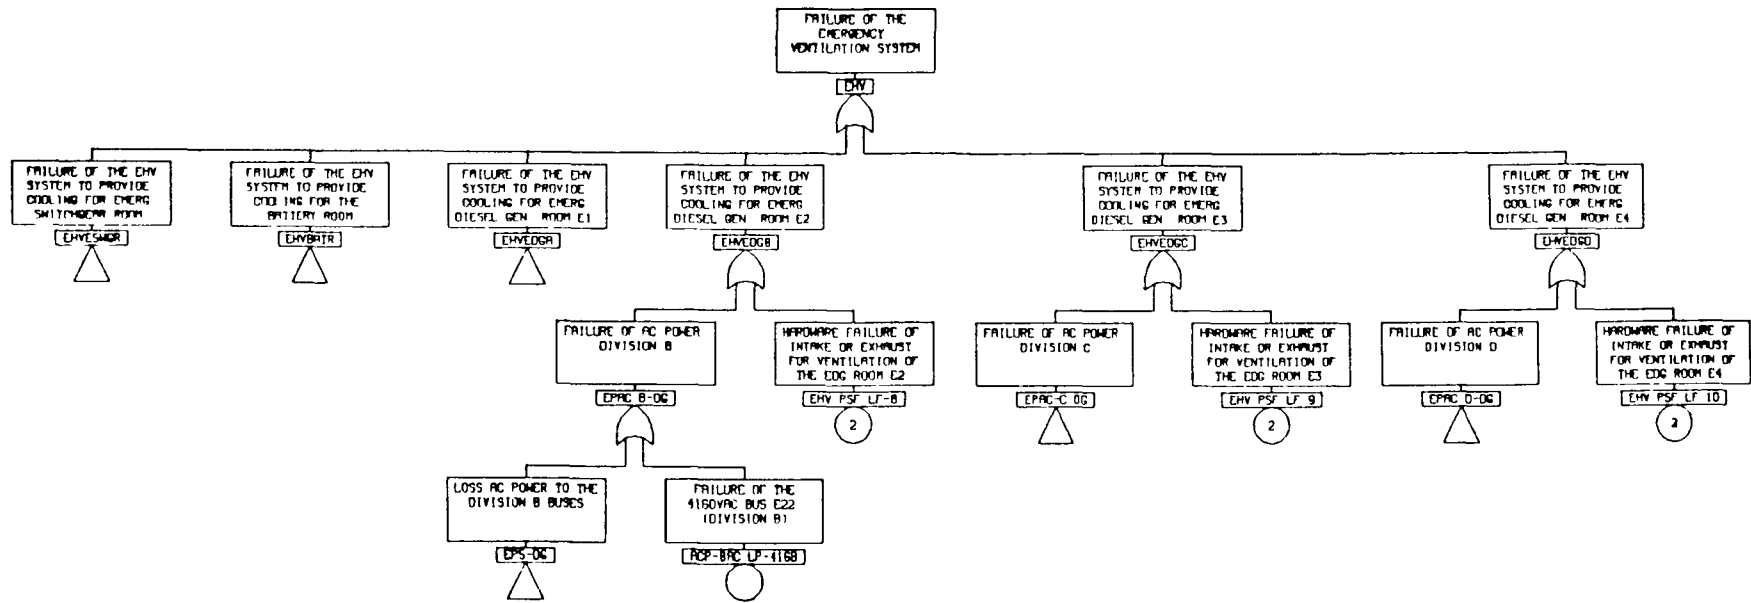 FAILURE OF THE
EMERGENCY
VENTILATION SYSTEM
EHV
FAILURE OF THE EHV
SYSTEM TO PROVIDE
COOLING FOR EMERG
SWITCHGEAR ROOM
EHVESWGR
FAILURE OF THE EHV
SYSTEM TO PROVIDE
COOLING FOR THE
BATTERY ROOM
EHVBATR
FAILURE OF THE EHV
SYSTEM TO PROVIDE
COOLING FOR EMERG
DIESEL GEN ROOM E1
EHVEDGA
FAILURE OF THE EHV
SYSTEM TO PROVIDE
COOLING FOR EMERG
DIESEL GEN ROOM E2
EHVEDGB
FAILURE OF THE EHV
SYSTEM TO PROVIDE
COOLING FOR EMERG
DIESEL GEN ROOM E3
EHVEDGC
FAILURE OF THE EHV
SYSTEM TO PROVIDE
COOLING FOR EMERG
DIESEL GEN ROOM E4
EHVEDGD
FAILURE OF AC POWER
DIVISION B
EPAC B-DG
HARDWARE FAILURE OF
INTAKE OR EXHAUST
FOR VENTILATION OF
THE EDG ROOM E2
EHV PSF LF-8
2
FAILURE OF AC POWER
DIVISION C
EPAC-C DG
HARDWARE FAILURE OF
INTAKE OR EXHAUST
FOR VENTILATION OF
THE EDG ROOM E3
EHV PSF LF 9
2
FAILURE OF AC POWER
DIVISION D
EPAC D-DG
HARDWARE FAILURE OF
INTAKE OR EXHAUST
FOR VENTILATION OF
THE EDG ROOM E4
EHV PSF LF 10
2
LOSS AC POWER TO THE
DIVISION B BUSES
EPS-DG
FAILURE OF THE
4160VAC BUS E22
(DIVISION B)
ACP-BAC LP-416B